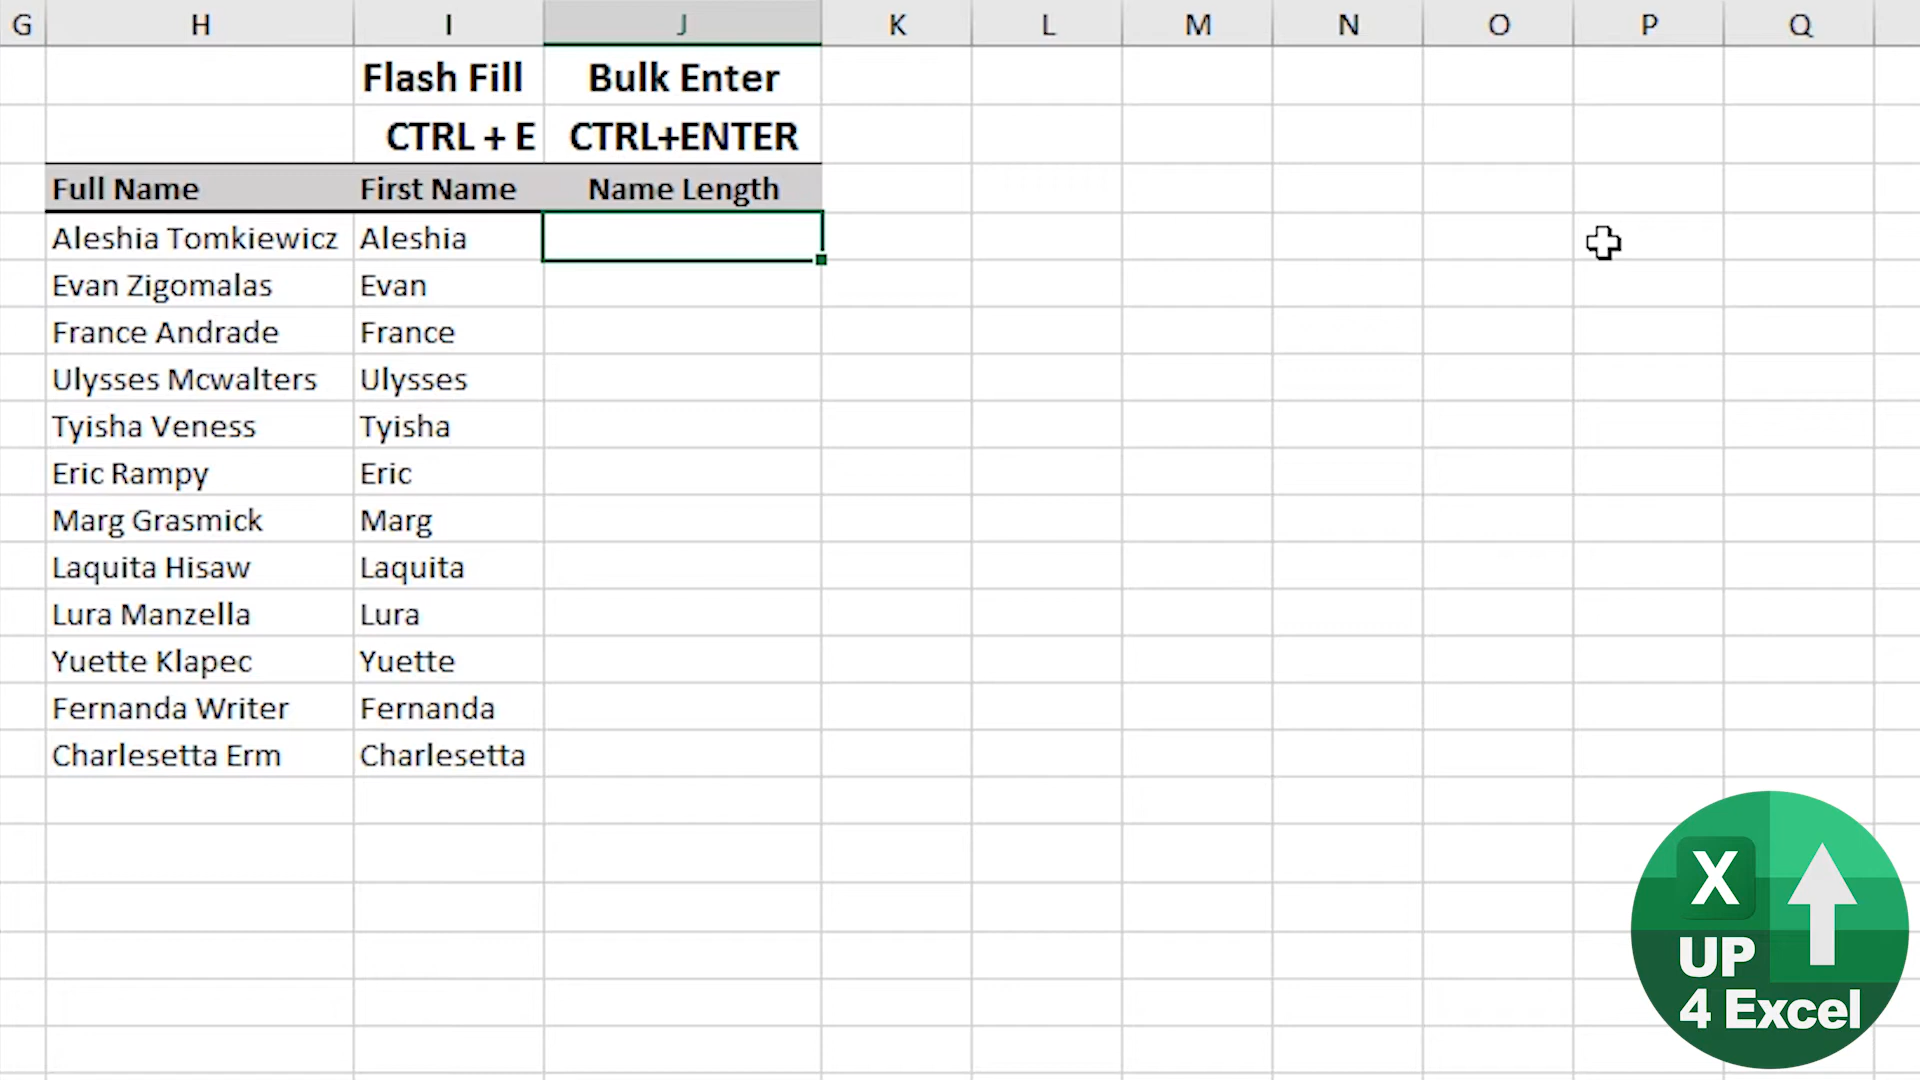 G H I J K L M N O P Q
Flash Fill Bulk Enter
CTRL + E CTRL+ENTER
Full Name First Name Name Length
Aleshia Tomkiewicz Aleshia
Evan Zigomalas Evan
France Andrade France
Ulysses Mcwalters Ulysses
Tyisha Veness Tyisha
Eric Rampy Eric
Marg Grasmick Marg
Laquita Hisaw Laquita
Lura Manzella Lura
Yuette Klapec Yuette
Fernanda Writer Fernanda
Charlesetta Erm Charlesetta
X
UP
4 Excel